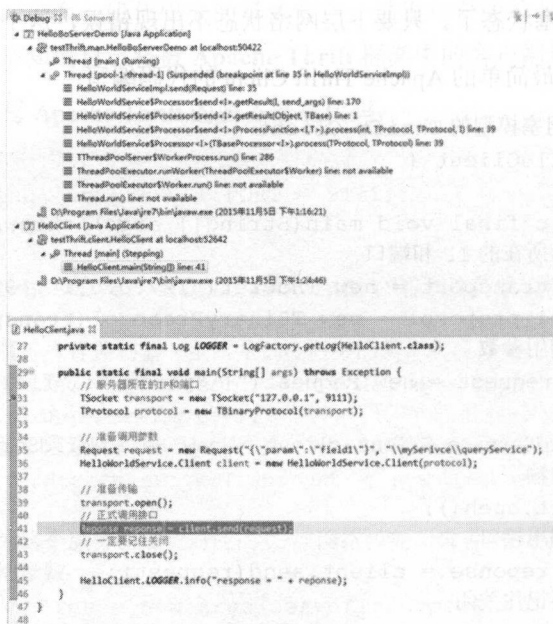 Debug Servers
HelloBoServerDemo [Java Application]
testThrift.man.HelloBoServerDemo at localhost:50422
Thread [main] (Running)
Thread [pool-1-thread-1] (Suspended (breakpoint at line 35 in HelloWorldServiceImpl))
HelloWorldServiceImpl.send(Request) line: 35
HelloWorldService$Processor$send<I>.getResult(I, send_args) line: 170
HelloWorldService$Processor$send<I>.getResult(Object, TBase) line: 1
HelloWorldService$Processor$send<I>(ProcessFunction<I,T>).process(int, TProtocol, TProtocol, I) line: 39
HelloWorldService$Processor<I>(TBaseProcessor<I>).process(TProtocol, TProtocol) line: 39
TThreadPoolServer$WorkerProcess.run() line: 286
ThreadPoolExecutor.runWorker(ThreadPoolExecutor$Worker) line: not available
ThreadPoolExecutor$Worker.run() line: not available
Thread.run() line: not available
D:\Program Files\Java\jre7\bin\javaw.exe (2015年11月5日 下午1:16:21)
HelloClient [Java Application]
testThrift.client.HelloClient at localhost:52642
Thread [main] (Stepping)
HelloClient.main(String[]) line: 41
D:\Program Files\Java\jre7\bin\javaw.exe (2015年11月5日 下午1:24:46)
HelloClient.java
27 private static final Log LOGGER = LogFactory.getLog(HelloClient.class);
28
29 public static final void main(String[] args) throws Exception {
30 // 服务器所在的IP和端口
31 TSocket transport = new TSocket("127.0.0.1", 9111);
32 TProtocol protocol = new TBinaryProtocol(transport);
33
34 // 准备调用参数
35 Request request = new Request("{\"param\":\"field1\"}", "\\mySerivce\\queryService");
36 HelloWorldService.Client client = new HelloWorldService.Client(protocol);
37
38 // 准备传输
39 transport.open();
40 // 正式调用接口
41 Reponse reponse = client.send(request);
42 // 一定要记住关闭
43 transport.close();
44
45 HelloClient.LOGGER.info("response = " + reponse);
46 }
47 }
48